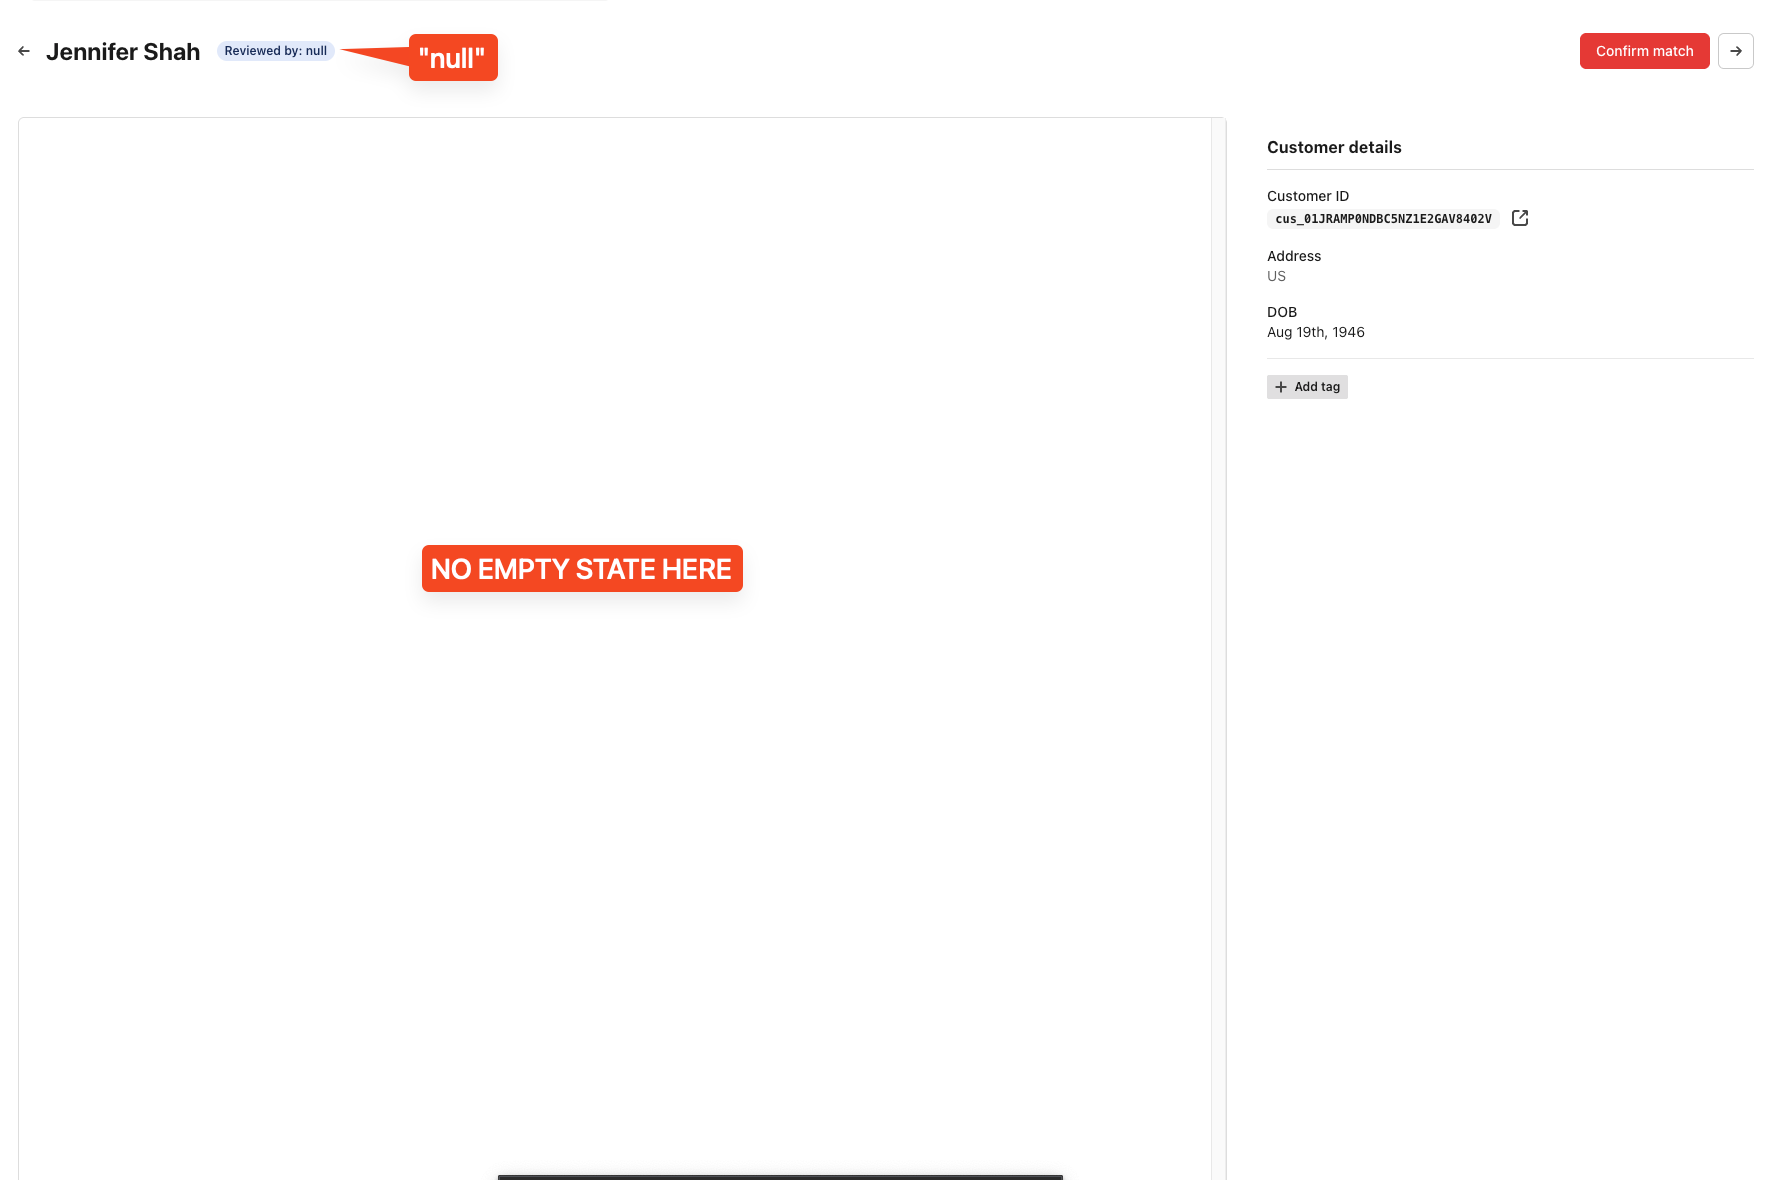 Jennifer Shah
Reviewed by: null
"null"
Confirm match
Customer details
Customer ID
cus_01JRAMP0NDBC5NZ1E2GAV8402V
Address
US
DOB
Aug 19th, 1946
Add tag
NO EMPTY STATE HERE